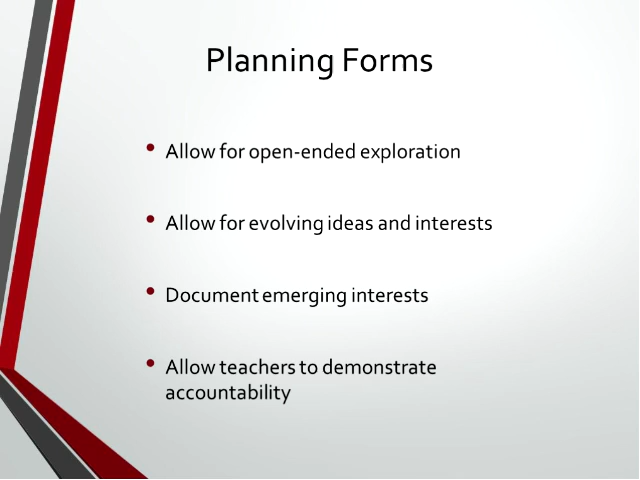 Planning Forms
• Allow for open-ended exploration
• Allow for evolving ideas and interests
• Document emerging interests
• Allow teachers to demonstrate
accountability